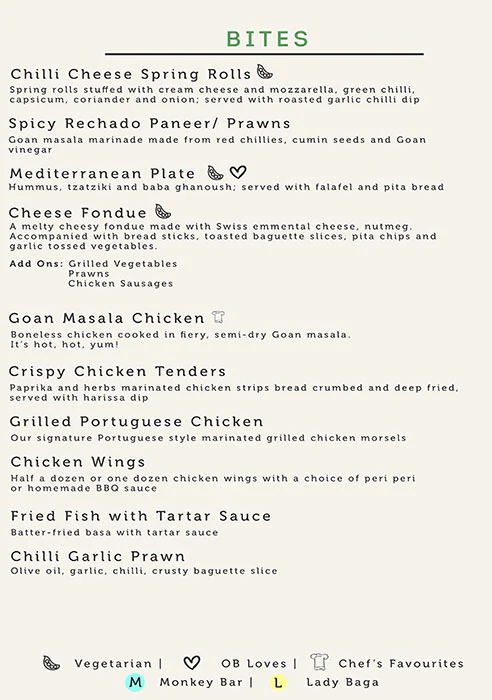 BITES
Chilli Cheese Spring Rolls
Spring rolls stuffed with cream cheese and mozzarella, green chilli,
capsicum, coriander and onion; served with roasted garlic chilli dip
Spicy Rechado Paneer/ Prawns
Goan masala marinade made from red chillies, cumin seeds and Goan
vinegar
Mediterranean Plate
Hummus, tzatziki and baba ghanoush; served with falafel and pita bread
Cheese Fondue
A melty cheesy fondue made with Swiss emmental cheese, nutmeg.
Accompanied with bread sticks, toasted baguette slices, pita chips and
garlic tossed vegetables.
Add Ons: Grilled Vegetables
Prawns
Chicken Sausages
Goan Masala Chicken
Boneless chicken cooked in fiery, semi-dry Goan masala.
It's hot, hot, yum!
Crispy Chicken Tenders
Paprika and herbs marinated chicken strips bread crumbed and deep fried,
served with harissa dip
Grilled Portuguese Chicken
Our signature Portuguese style marinated grilled chicken morsels
Chicken Wings
Half a dozen or one dozen chicken wings with a choice of peri peri
or homemade BBQ sauce
Fried Fish with Tartar Sauce
Batter-fried basa with tartar sauce
Chilli Garlic Prawn
Olive oil, garlic, chilli, crusty baguette slice
Vegetarian | OB Loves | Chef's Favourites
M Monkey Bar | L Lady Baga